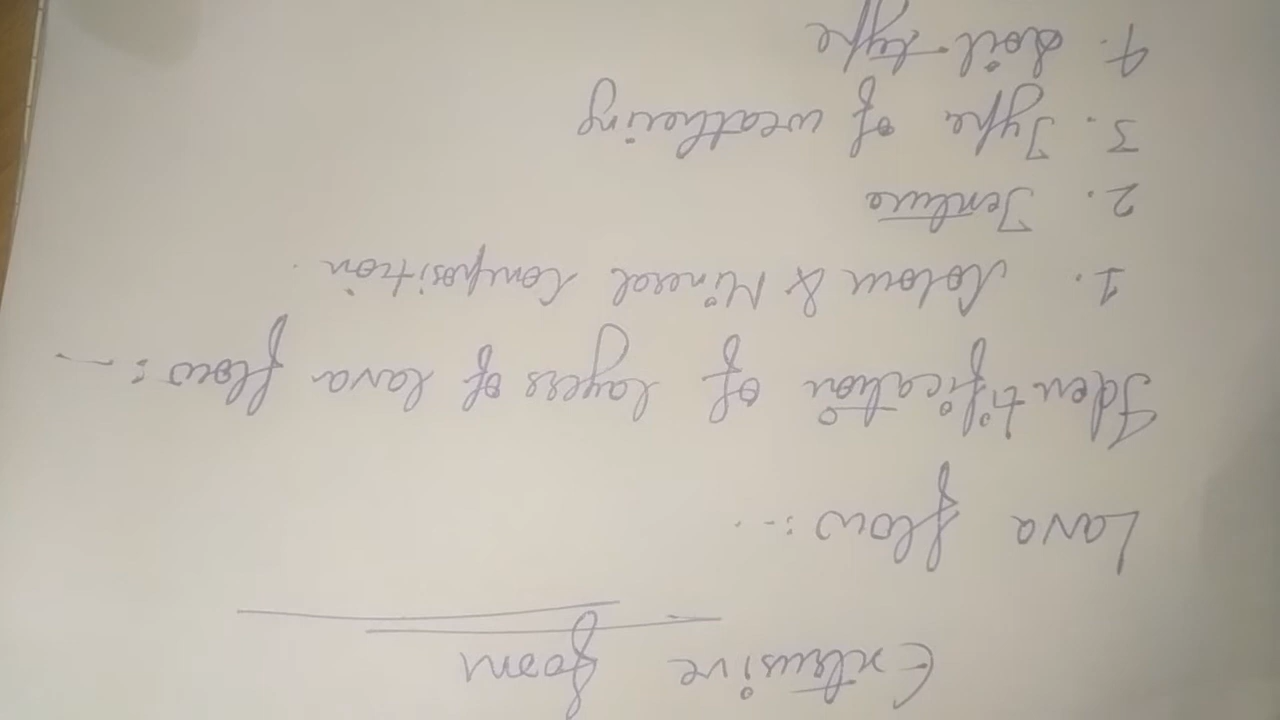 Extrusive form
Lava flow :-.
Identification of layers of lava flow :-
1. Colour & Mineral Composition.
2. Texture
3. Type of weathering
4. Soil type